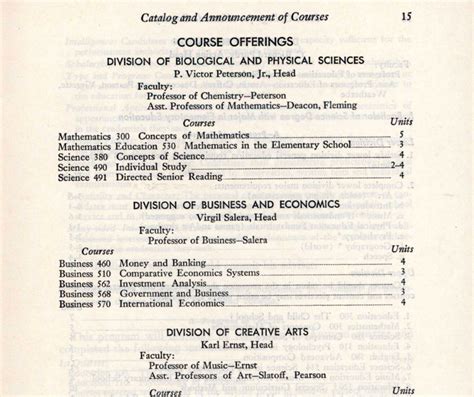 Catalog and Announcement of Courses 15
COURSE OFFERINGS
DIVISION OF BIOLOGICAL AND PHYSICAL SCIENCES
P. Victor Peterson, Jr., Head
Faculty:
Professor of Chemistry—Peterson
Asst. Professors of Mathematics—Deacon, Fleming
Courses Units
Mathematics 300 Concepts of Mathematics 5
Mathematics Education 530 Mathematics in the Elementary School 3
Science 380 Concepts of Science 4
Science 490 Individual Study 2-4
Science 491 Directed Senior Reading 4
DIVISION OF BUSINESS AND ECONOMICS
Virgil Salera, Head
Faculty:
Professor of Business—Salera
Courses Units
Business 460 Money and Banking 4
Business 510 Comparative Economics Systems 3
Business 562 Investment Analysis 4
Business 568 Government and Business 3
Business 570 International Economics 4
DIVISION OF CREATIVE ARTS
Karl Ernst, Head
Faculty:
Professor of Music—Ernst
Asst. Professors of Art—Slatoff, Pearson
Courses Units